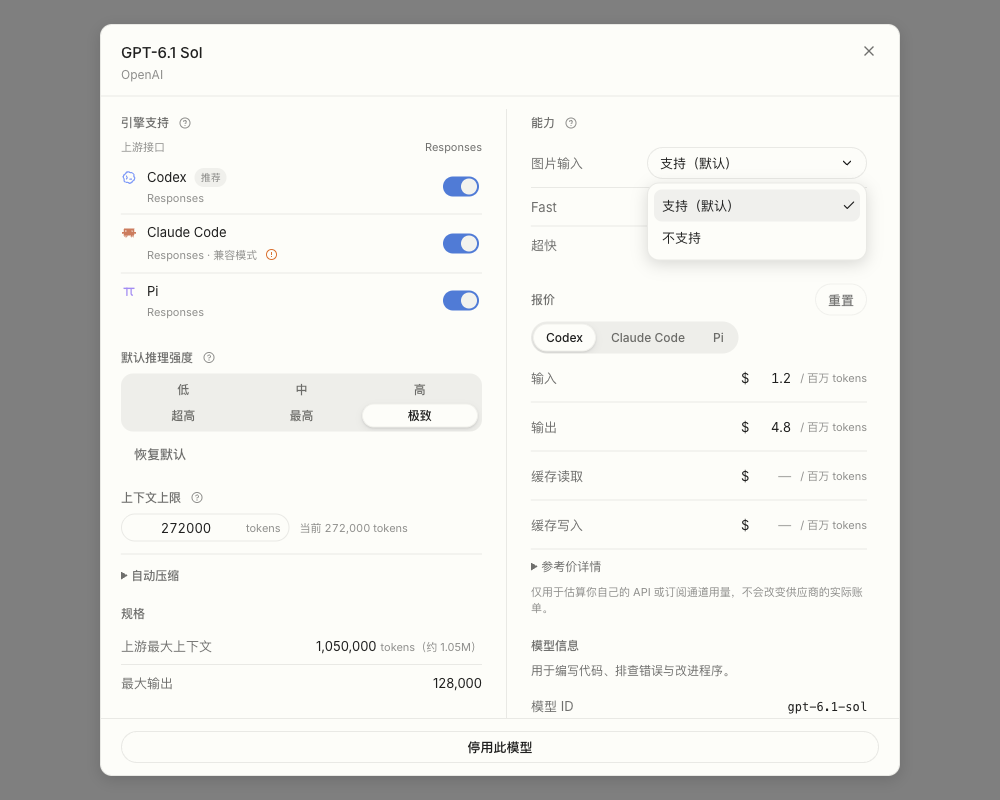 GPT-6.1 Sol
OpenAI
引擎支持
上游接口
Responses
Codex 推荐
Responses
Claude Code
Responses · 兼容模式
Pi
Responses
默认推理强度
低 中 高
超高 最高 极致
恢复默认
上下文上限
272000 tokens 当前 272,000 tokens
自动压缩
规格
上游最大上下文 1,050,000 tokens（约 1.05M）
最大输出 128,000
能力
图片输入 支持（默认）
支持（默认）
不支持
Fast
超快
报价 重置
Codex Claude Code Pi
输入 $ 1.2 / 百万 tokens
输出 $ 4.8 / 百万 tokens
缓存读取 $ — / 百万 tokens
缓存写入 $ — / 百万 tokens
参考价详情
仅用于估算你自己的 API 或订阅通道用量，不会改变供应商的实际账
单。
模型信息
用于编写代码、排查错误与改进程序。
模型 ID gpt-6.1-sol
停用此模型